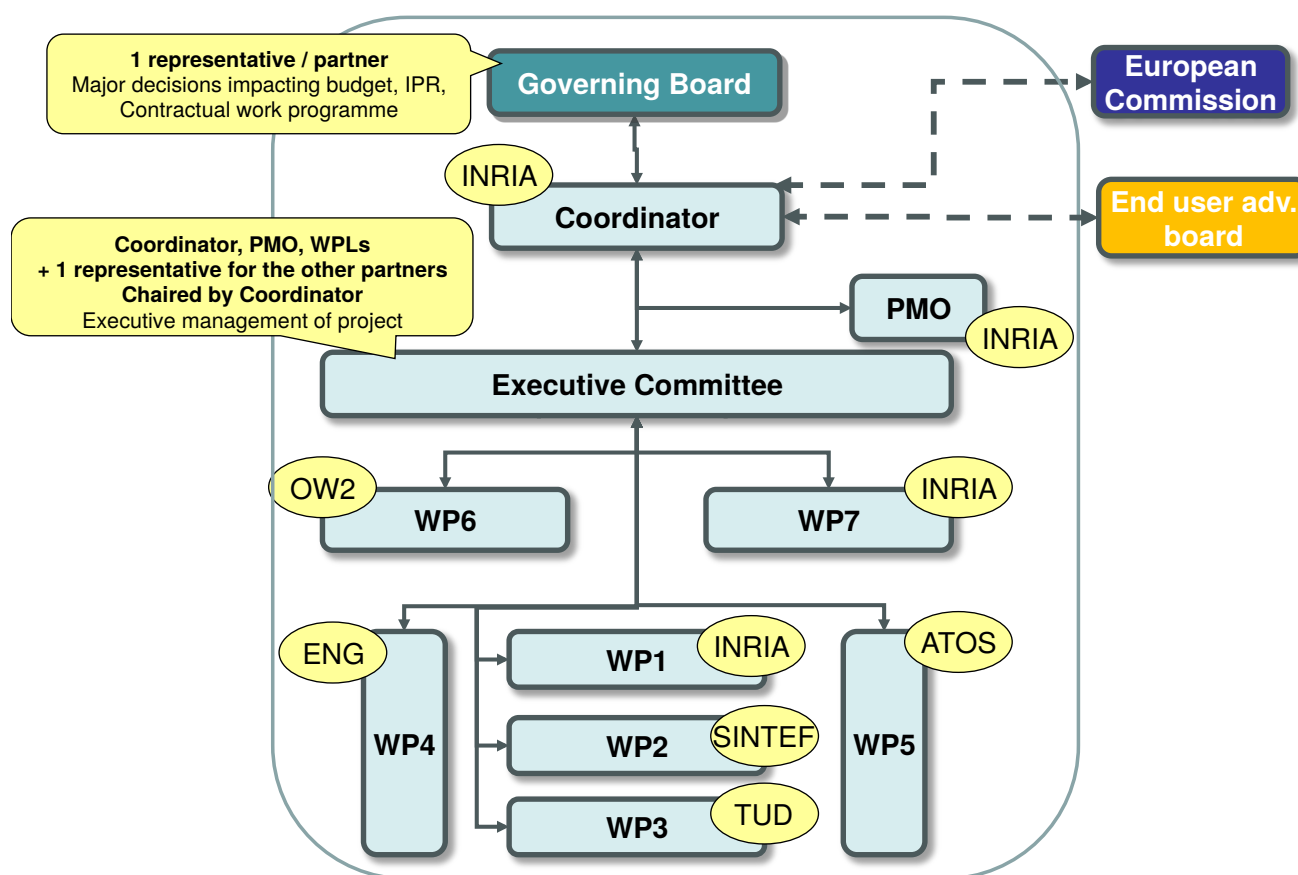 1 representative / partner
Major decisions impacting budget, IPR,
Contractual work programme
Governing Board
European
Commission
INRIA
Coordinator
End user adv.
board
Coordinator, PMO, WPLs
+ 1 representative for the other partners
Chaired by Coordinator
Executive management of project
PMO
INRIA
Executive Committee
OW2
WP6
INRIA
WP7
ENG
WP4
INRIA
WP1
SINTEF
WP2
TUD
WP3
ATOS
WP5